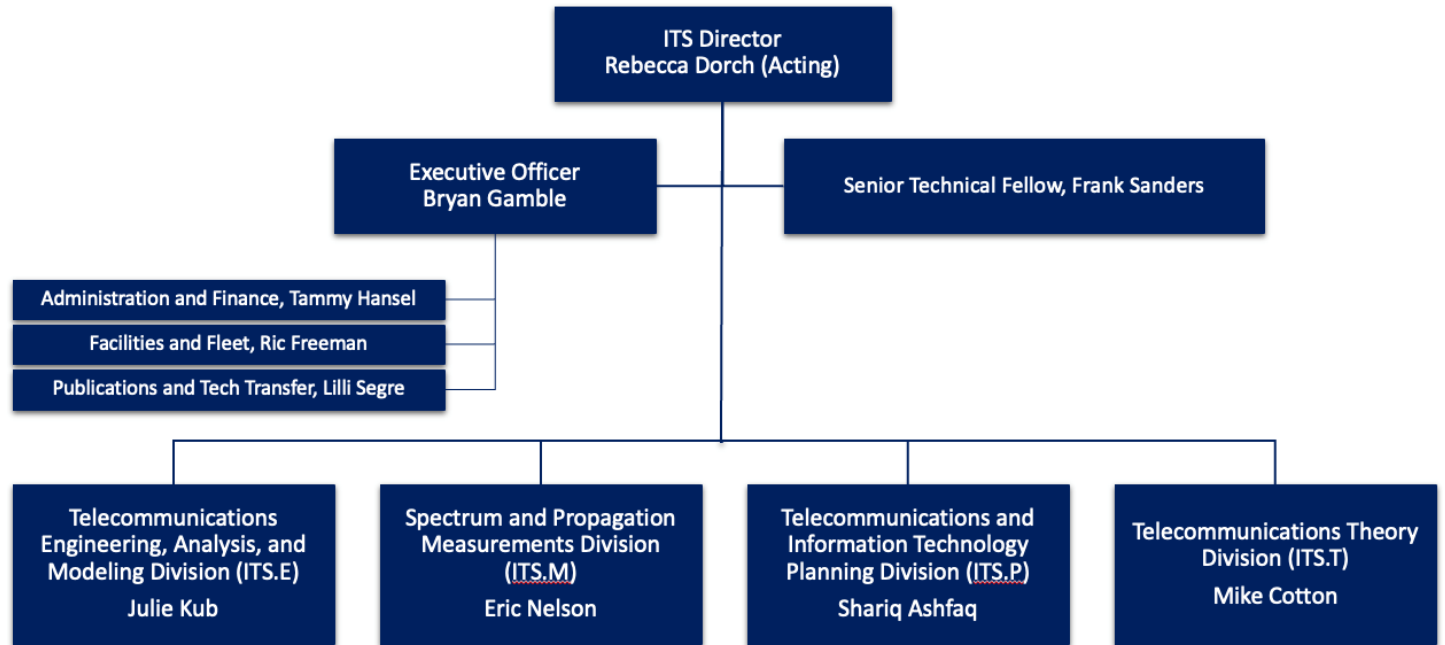 ITS Director
Rebecca Dorch (Acting)
Executive Officer
Bryan Gamble
Senior Technical Fellow, Frank Sanders
Administration and Finance, Tammy Hansel
Facilities and Fleet, Ric Freeman
Publications and Tech Transfer, Lilli Segre
Telecommunications
Engineering, Analysis, and
Modeling Division (ITS.E)
Julie Kub
Spectrum and Propagation
Measurements Division
(ITS.M)
Eric Nelson
Telecommunications and
Information Technology
Planning Division (ITS.P)
Shariq Ashfaq
Telecommunications Theory
Division (ITS.T)
Mike Cotton